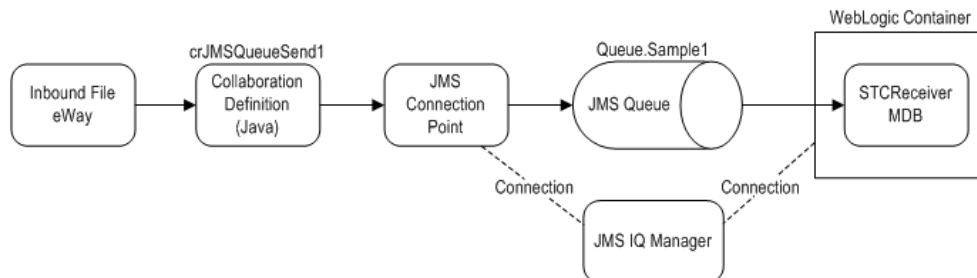 WebLogic Container
crJMSQueueSend1
Queue.Sample1
Inbound File
eWay
Collaboration
Definition
(Java)
JMS
Connection
Point
JMS Queue
STCReceiver
MDB
Connection
Connection
JMS IQ Manager